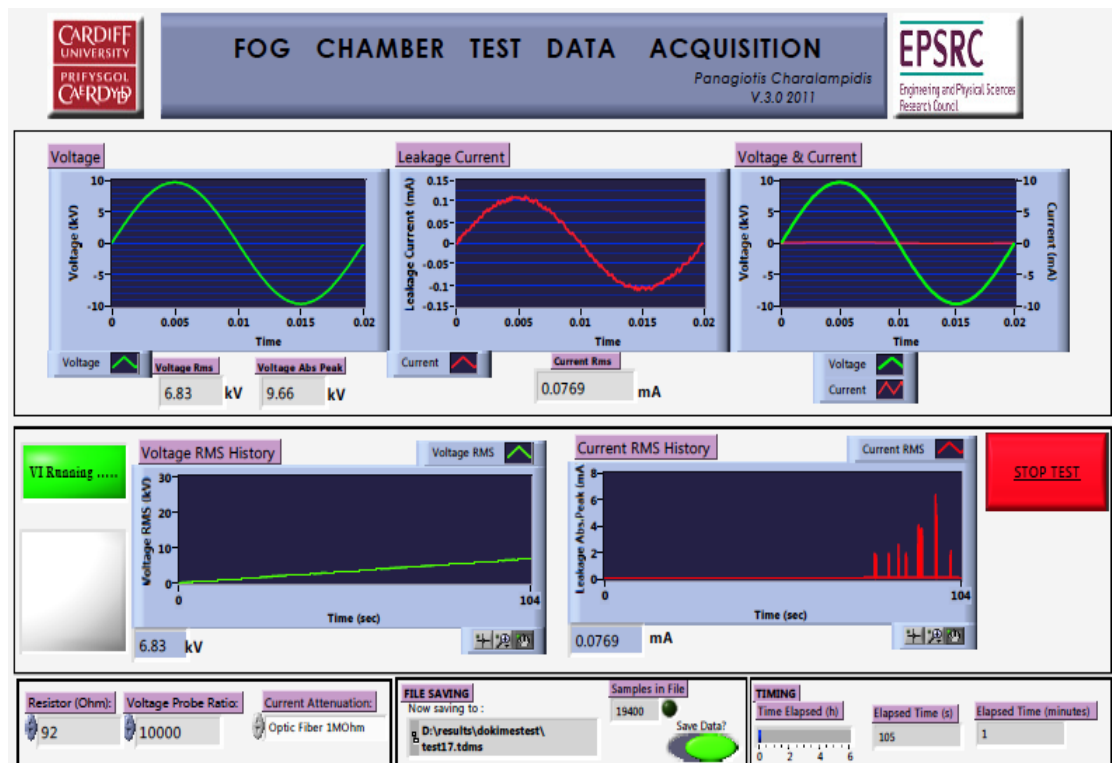 CARDIFF
UNIVERSITY
PRIFYSGOL
CAERDYDD
FOG CHAMBER TEST DATA ACQUISITION
Panagiotis Charalampidis
V.3.0 2011
EPSRC
Engineering and Physical Sciences
Research Council
Voltage
Leakage Current
Voltage & Current
Voltage (kV)
10
5
0
-5
-10
0 0.005 0.01 0.015 0.02
Time
Leakage Current (mA)
0.15
0.1
0.05
0
-0.05
-0.1
-0.15
0 0.005 0.01 0.015 0.02
Time
Voltage (kV)
10
5
0
-5
-10
10
5
0
-5
-10
Current (mA)
0 0.005 0.01 0.015 0.02
Time
Voltage
Voltage Rms
6.83 kV
Voltage Abs Peak
9.66 kV
Current
Current Rms
0.0769 mA
Voltage
Current
VI Running .....
Voltage RMS History
Voltage RMS
Voltage RMS (kV)
30
20
10
0
0 104
Time (sec)
6.83 kV
Current RMS History
Current RMS
Leakage Abs.Peak (mA
8
6
4
2
0
0 104
Time (sec)
0.0769 mA
STOP TEST
Resistor (Ohm):
92
Voltage Probe Ratio:
10000
Current Attenuation:
Optic Fiber 1MOhm
FILE SAVING
Now saving to :
D:\results\dokimestest\
test17.tdms
Samples in File
19400
Save Data?
TIMING
Time Elapsed (h)
0 2 4 6
Elapsed Time (s)
105
Elapsed Time (minutes)
1